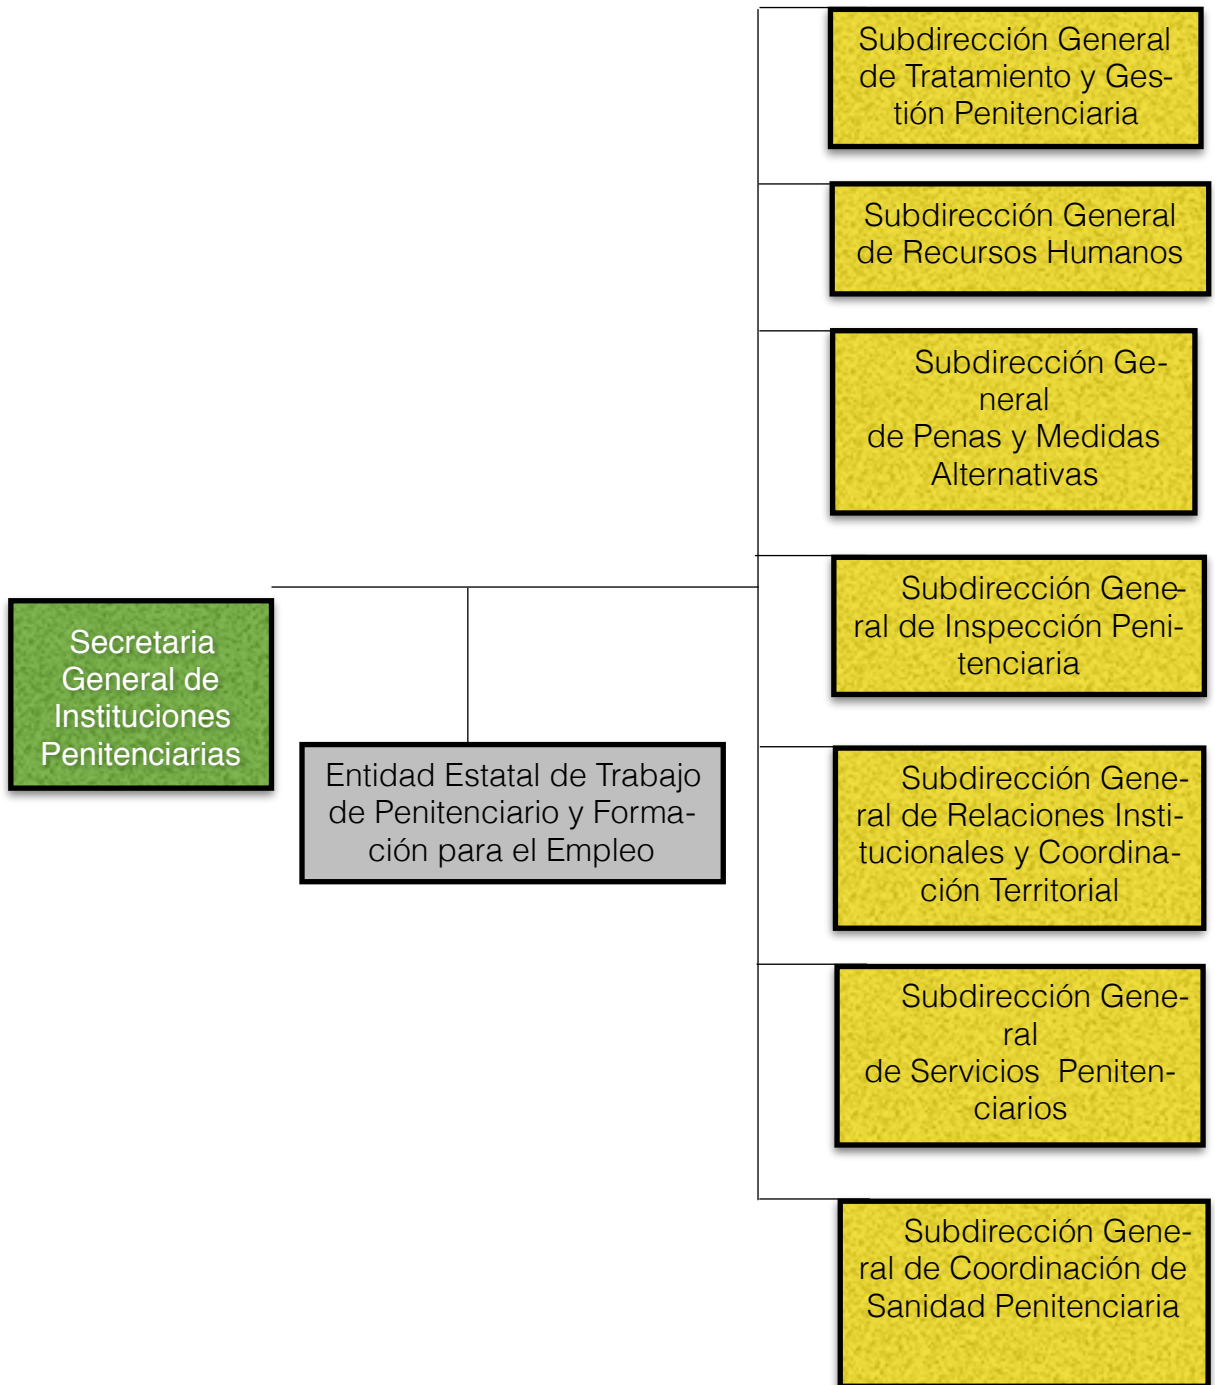 Subdirección General
de Tratamiento y Ges-
tión Penitenciaria
Subdirección General
de Recursos Humanos
Subdirección Ge-
neral
de Penas y Medidas
Alternativas
Subdirección Gene-
ral de Inspección Peni-
tenciaria
Secretaria
General de
Instituciones
Penitenciarias
Entidad Estatal de Trabajo
de Penitenciario y Forma-
ción para el Empleo
Subdirección Gene-
ral de Relaciones Insti-
tucionales y Coordina-
ción Territorial
Subdirección Gene-
ral
de Servicios  Peniten-
ciarios
Subdirección Gene-
ral de Coordinación de
Sanidad Penitenciaria